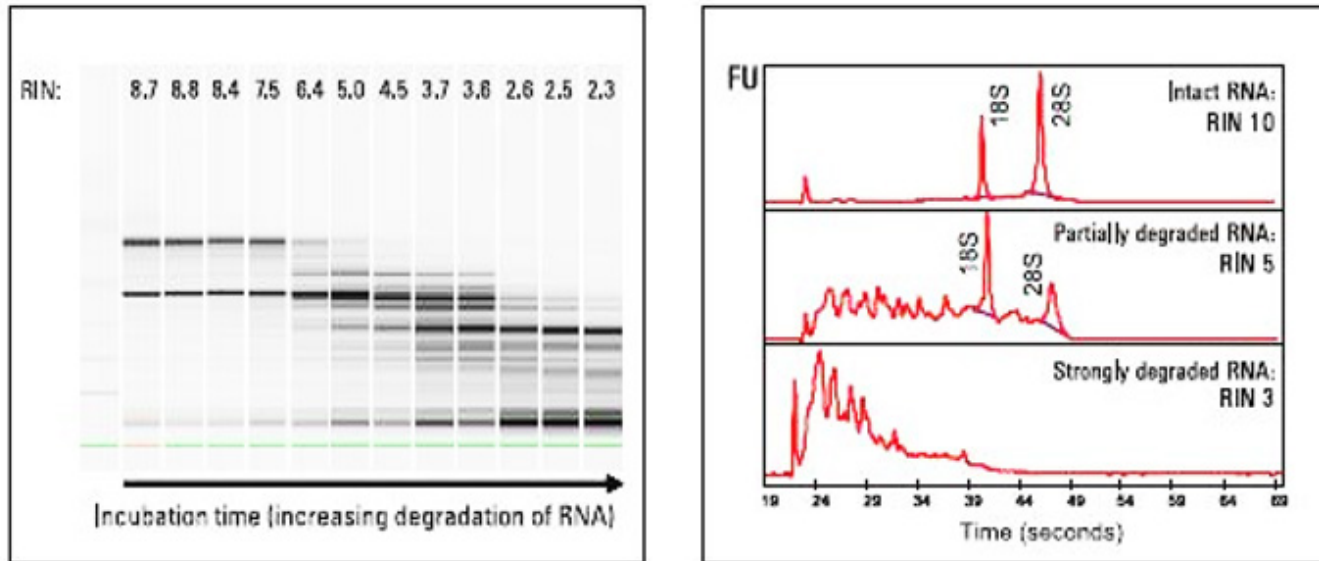 RIN: 8.7 8.8 8.4 7.5 6.4 5.0 4.5 3.7 3.6 2.6 2.5 2.3
Incubation time (increasing degradation of RNA)
FU
18S
28S
Intact RNA:
RIN 10
18S
28S
Partially degraded RNA:
RIN 5
Strongly degraded RNA:
RIN 3
19 24 29 34 39 44 49 54 59 64 69
Time (seconds)